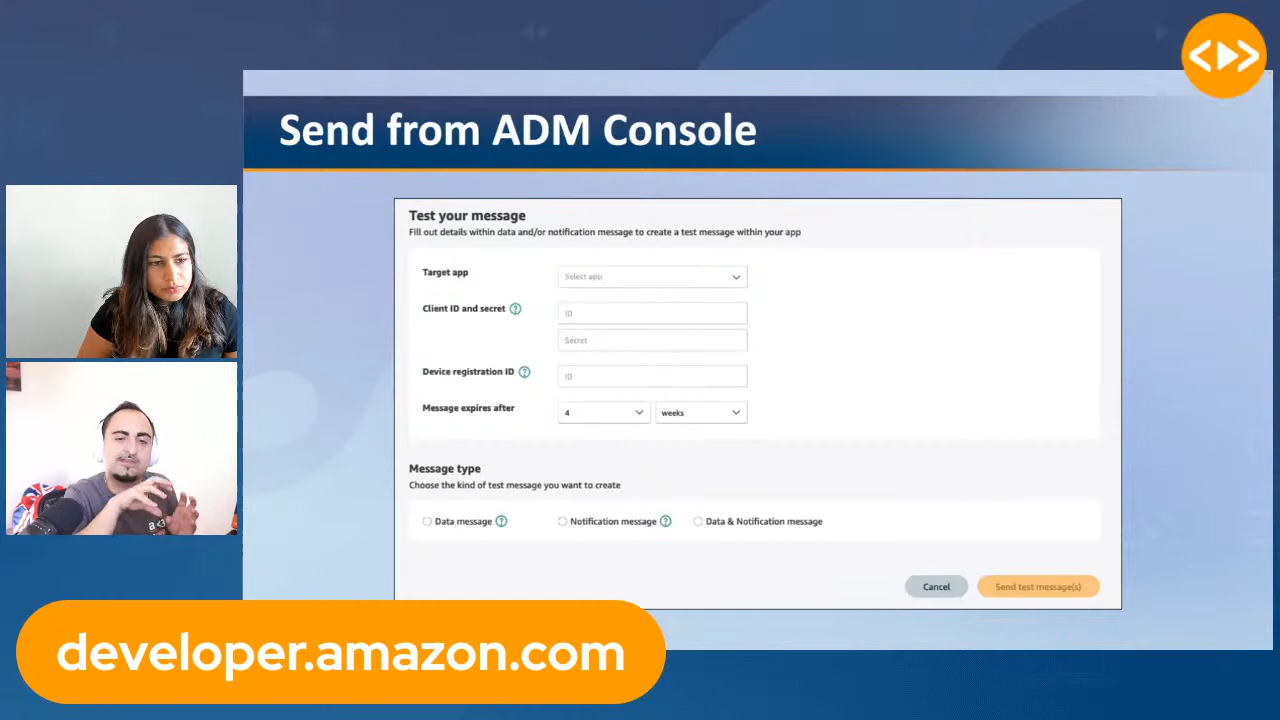 Send from ADM Console
Test your message
Fill out details within data and/or notification message to create a test message within your app
Target app
Select app
Client ID and secret ?
ID
Secret
Device registration ID ?
ID
Message expires after
4
weeks
Message type
Choose the kind of test message you want to create
Data message ?
Notification message ?
Data & Notification message
Cancel
Send test message(s)
developer.amazon.com